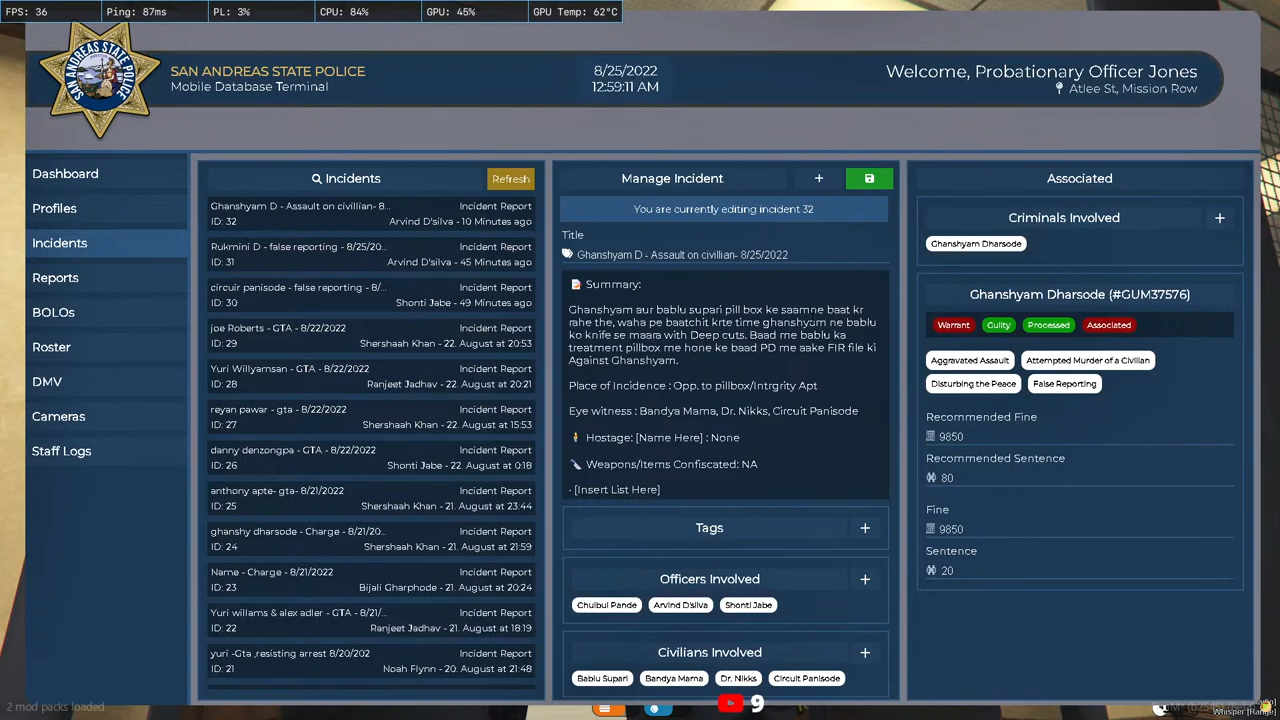 FPS: 36
Ping: 87ms
PL: 3%
CPU: 84%
GPU: 45%
GPU Temp: 62°C
SAN ANDREAS STATE POLICE
SAN ANDREAS STATE POLICE
Mobile Database Terminal
8/25/2022
12:59:11 AM
Welcome, Probationary Officer Jones
Atlee St, Mission Row
Dashboard
Profiles
Incidents
Reports
BOLOs
Roster
DMV
Cameras
Staff Logs
Incidents
Refresh
Ghanshyam D - Assault on civillian - 8... Incident Report
ID: 32 Arvind D'silva - 10 Minutes ago
Rukmini D - false reporting - 8/25/20... Incident Report
ID: 31 Arvind D'silva - 45 Minutes ago
circuir panisode - false reporting - 8/... Incident Report
ID: 30 Shonti Jabe - 49 Minutes ago
joe Roberts - GTA - 8/22/2022 Incident Report
ID: 29 Shershaah Khan - 22. August at 20:53
Yuri Willyamsan - GTA - 8/22/2022 Incident Report
ID: 28 Ranjeet Jadhav - 22. August at 20:21
reyan pawar - gta - 8/22/2022 Incident Report
ID: 27 Shershaah Khan - 22. August at 15:53
danny denzongpa - GTA - 8/22/2022 Incident Report
ID: 26 Shonti Jabe - 22. August at 0:18
anthony apte- gta- 8/21/2022 Incident Report
ID: 25 Shershaah Khan - 21. August at 23:44
ghanshy dharsode - Charge - 8/21/20... Incident Report
ID: 24 Shershaah Khan - 21. August at 21:59
Name - Charge - 8/21/2022 Incident Report
ID: 23 Bijali Gharphode - 21. August at 20:24
Yuri willams & alex adler - GTA - 8/21/... Incident Report
ID: 22 Ranjeet Jadhav - 21. August at 18:19
yuri -Gta ,resisting arrest 8/20/202 Incident Report
ID: 21 Noah Flynn - 20. August at 21:48
Manage Incident
+
You are currently editing incident 32
Title
Ghanshyam D - Assault on civillian- 8/25/2022
Summary:
Ghanshyam aur bablu supari pill box ke saamne baat kr
rahe the, waha pe baatchit krte time ghanshyam ne bablu
ko knife se maara with Deep cuts. Baad me bablu ka
treatment pillbox me hone ke baad PD me aake FIR file ki
Against Ghanshyam.
Place of Incidence : Opp. to pillbox/Intrgrity Apt
Eye witness : Bandya Mama, Dr. Nikks, Circuit Panisode
Hostage: [Name Here] : None
Weapons/Items Confiscated: NA
· [Insert List Here]
Tags +
Officers Involved +
Chulbul Pande Arvind D'silva Shonti Jabe
Civilians Involved +
Bablu Supari Bandya Mama Dr. Nikks Circuit Panisode
Associated
Criminals Involved +
Ghanshyam Dharsode
Ghanshyam Dharsode (#GUM37576)
Warrant Guilty Processed Associated
Aggravated Assault Attempted Murder of a Civilian
Disturbing the Peace False Reporting
Recommended Fine
9850
Recommended Sentence
80
Fine
9850
Sentence
20
2 mod packs loaded
9
Whisper [Range]